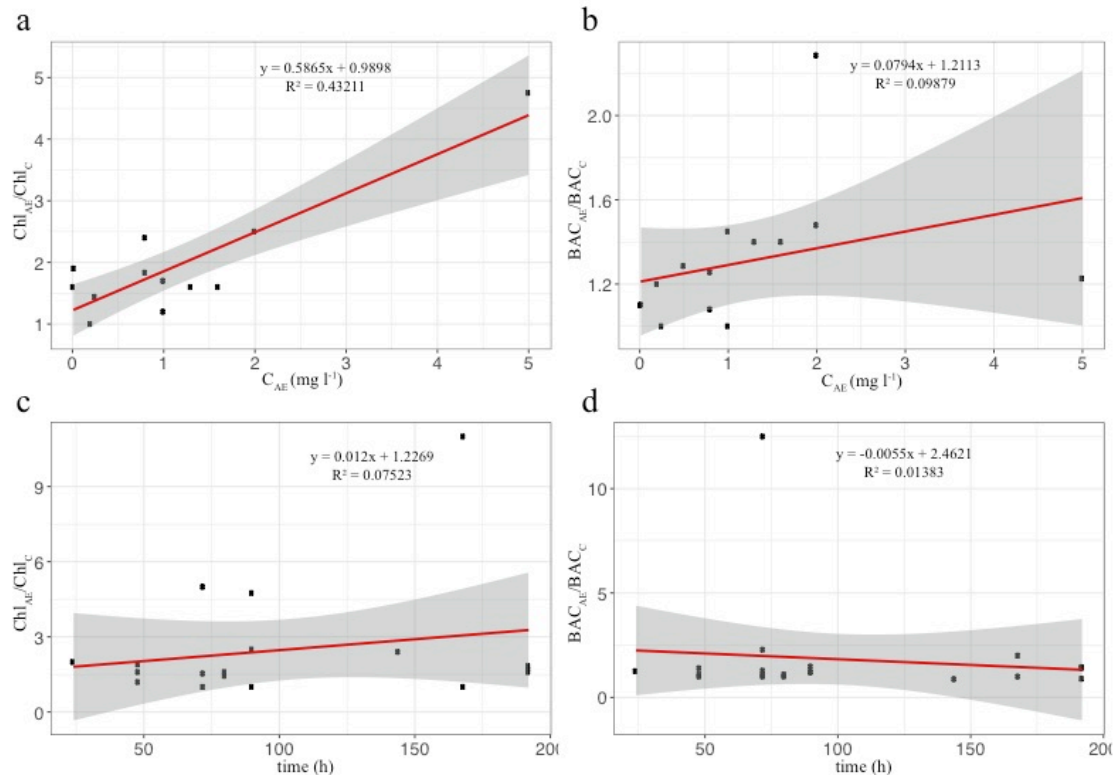 a
y = 0.5865x + 0.9898
R² = 0.43211
5
4
3
2
1
Chl_AE/Chl_C
0
1
2
3
4
5
C_AE (mg l⁻¹)
b
y = 0.0794x + 1.2113
R² = 0.09879
2.0
1.6
1.2
BAC_AE/BAC_C
0
1
2
3
4
5
C_AE (mg l⁻¹)
c
y = 0.012x + 1.2269
R² = 0.07523
9
6
3
0
Chl_AE/Chl_C
50
100
150
200
time (h)
d
y = -0.0055x + 2.4621
R² = 0.01383
10
5
0
BAC_AE/BAC_C
50
100
150
200
time (h)